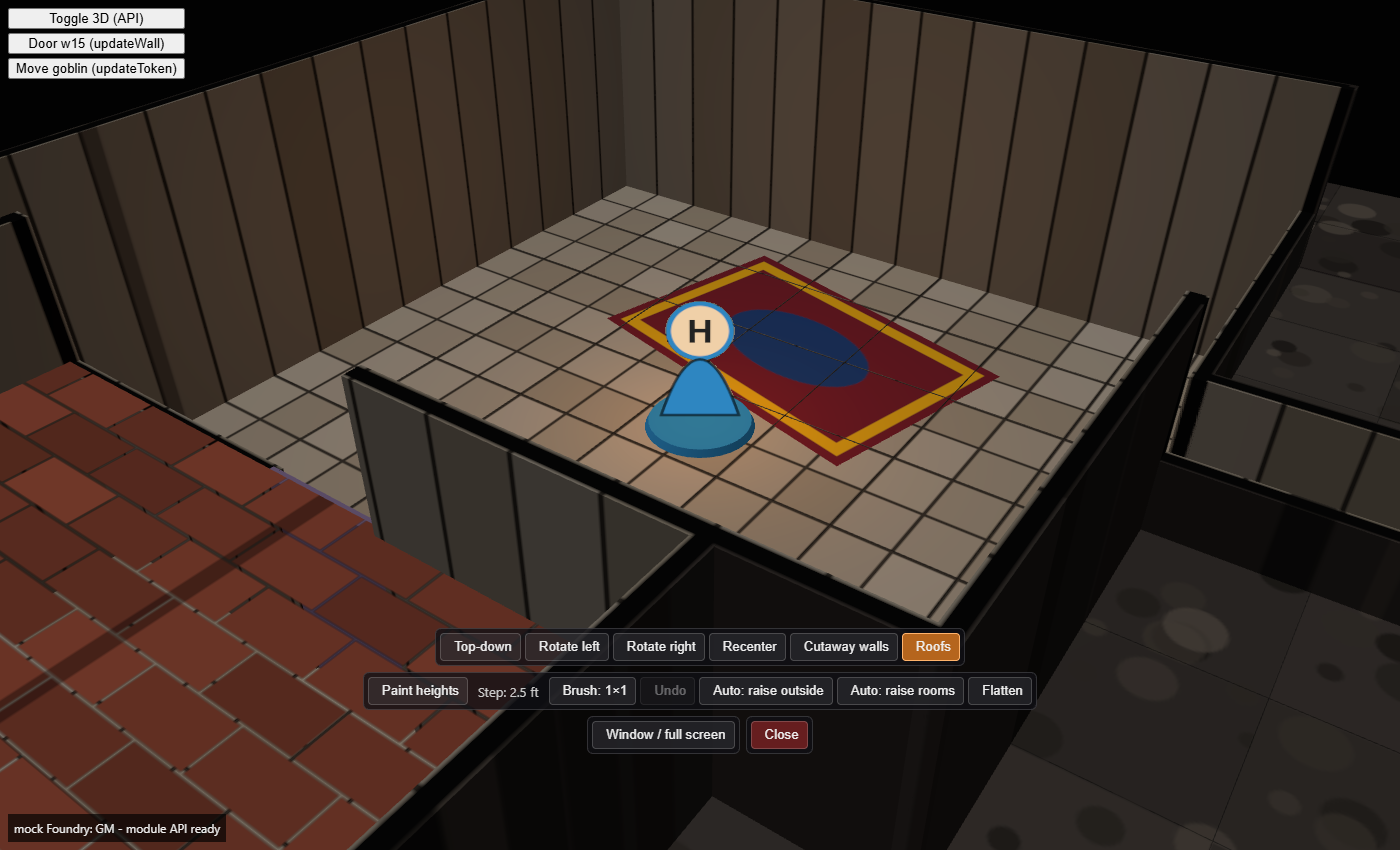 Toggle 3D (API)
Door w15 (updateWall)
Move goblin (updateToken)
H
Top-down Rotate left Rotate right Recenter Cutaway walls Roofs
Paint heights Step: 2.5 ft Brush: 1×1 Undo Auto: raise outside Auto: raise rooms Flatten
Window / full screen Close
mock Foundry: GM - module API ready